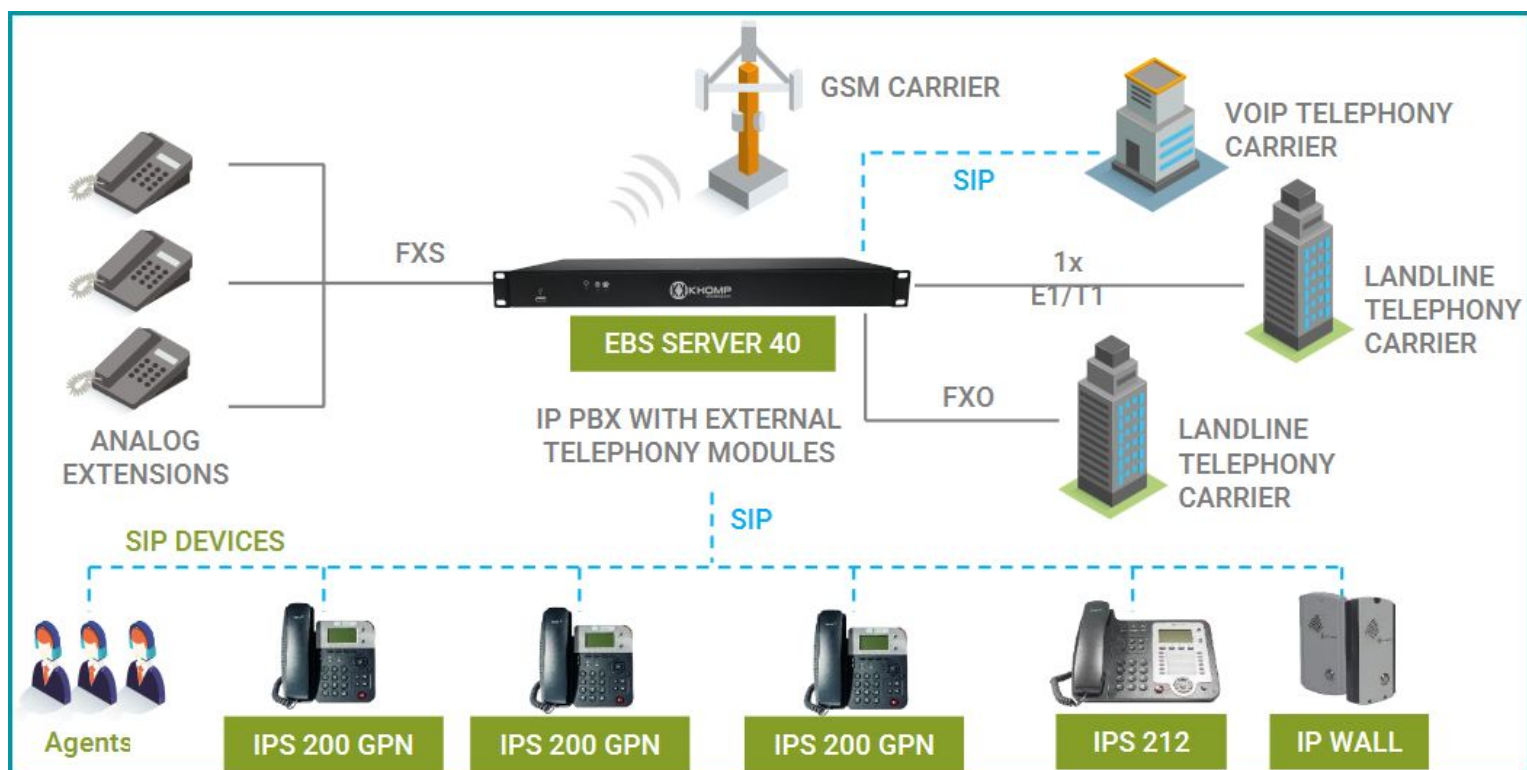 GSM CARRIER
VOIP TELEPHONY
CARRIER
SIP
FXS
1x
E1/T1
LANDLINE
TELEPHONY
CARRIER
KHOMP
EBS SERVER 40
FXO
IP PBX WITH EXTERNAL
TELEPHONY MODULES
LANDLINE
TELEPHONY
CARRIER
ANALOG
EXTENSIONS
SIP
SIP DEVICES
Agents
IPS 200 GPN
IPS 200 GPN
IPS 200 GPN
IPS 212
IP WALL